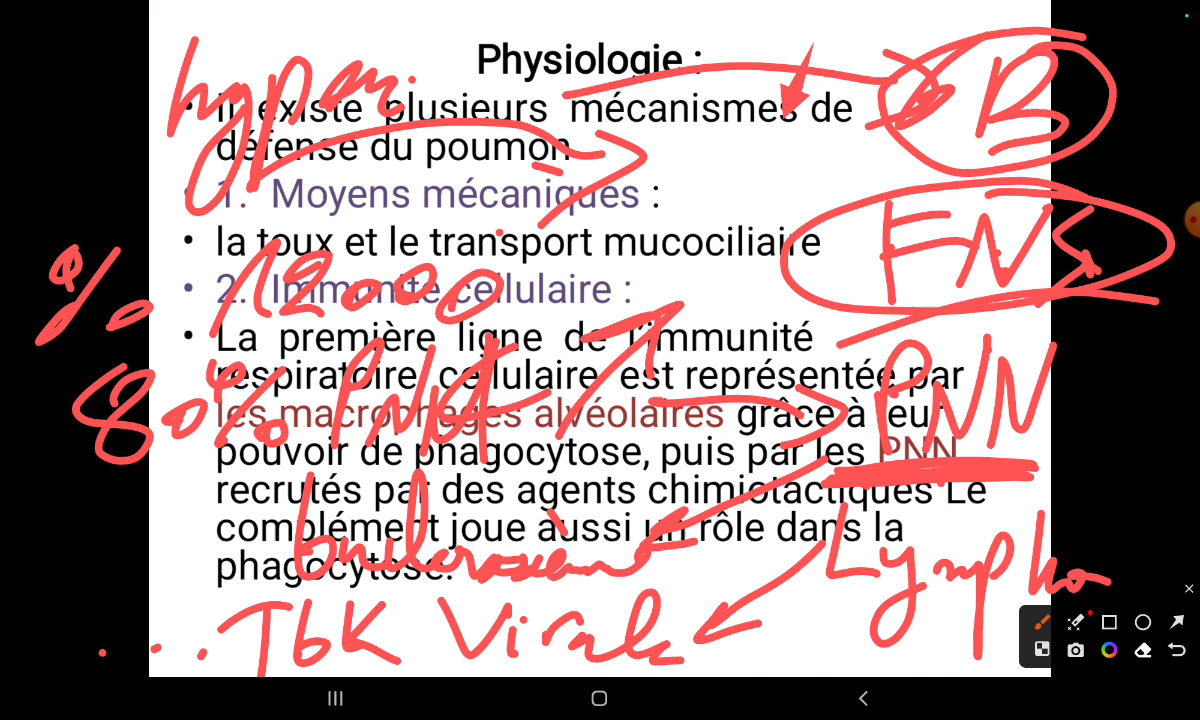 Physiologie :
• Il existe plusieurs mécanismes de
défense du poumon
• 1. Moyens mécaniques :
• la toux et le transport mucociliaire
• 2. Immunité cellulaire :
• La première ligne de l'immunité
respiratoire cellulaire est représentée par
les macrophages alvéolaires grâce à leur
pouvoir de phagocytose, puis par les PNN
recrutés par des agents chimiotactiques Le
complément joue aussi un rôle dans la
phagocytose.
hyper
B
FNS
% 12000
80% PNN
PNN
Lympho
TbK Virale